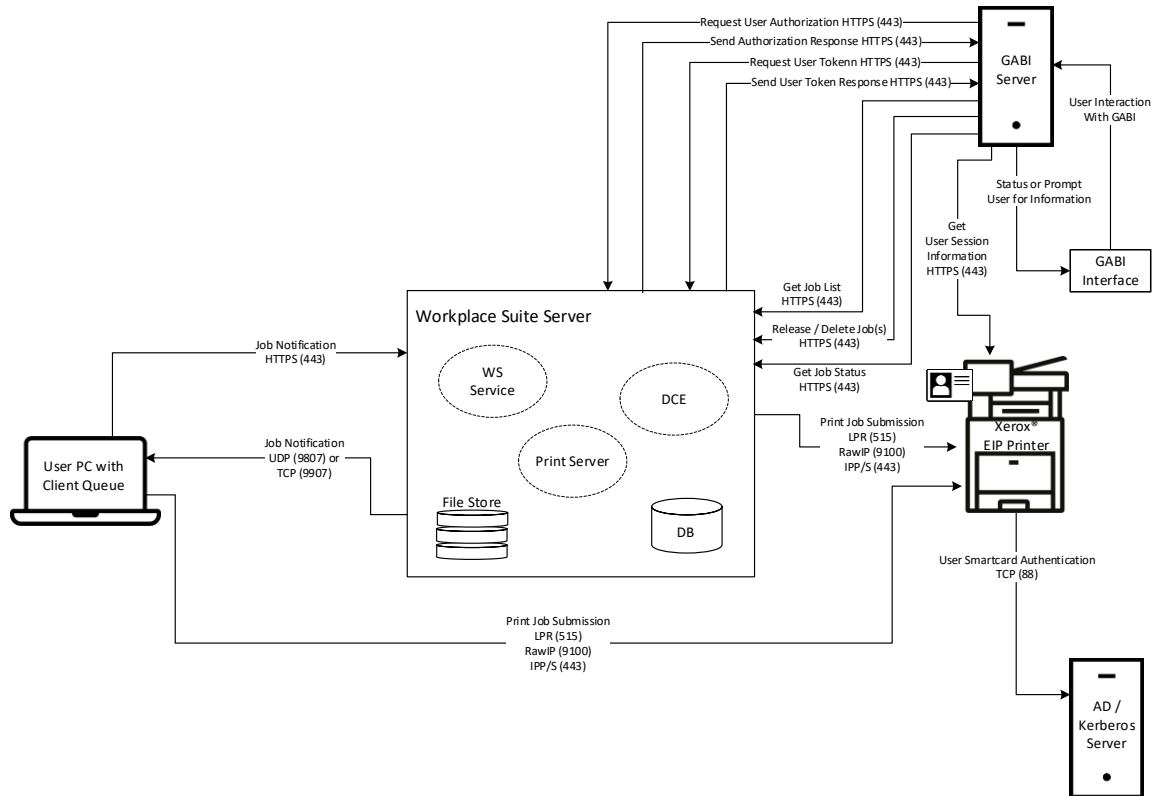 Request User Authorization HTTPS (443)
Send Authorization Response HTTPS (443)
Request User Tokenn HTTPS (443)
Send User Token Response HTTPS (443)
GABI
Server
User Interaction
With GABI
Status or Prompt
User for Information
Get
User Session
Information
HTTPS (443)
GABI
Interface
Get Job List
HTTPS (443)
Release / Delete Job(s)
HTTPS (443)
Get Job Status
HTTPS (443)
Workplace Suite Server
WS
Service
DCE
Print Server
File Store
DB
Job Notification
HTTPS (443)
Job Notification
UDP (9807) or
TCP (9907)
User PC with
Client Queue
Print Job Submission
LPR (515)
RawIP (9100)
IPP/S (443)
Xerox®
EIP Printer
User Smartcard Authentication
TCP (88)
Print Job Submission
LPR (515)
RawIP (9100)
IPP/S (443)
AD /
Kerberos
Server